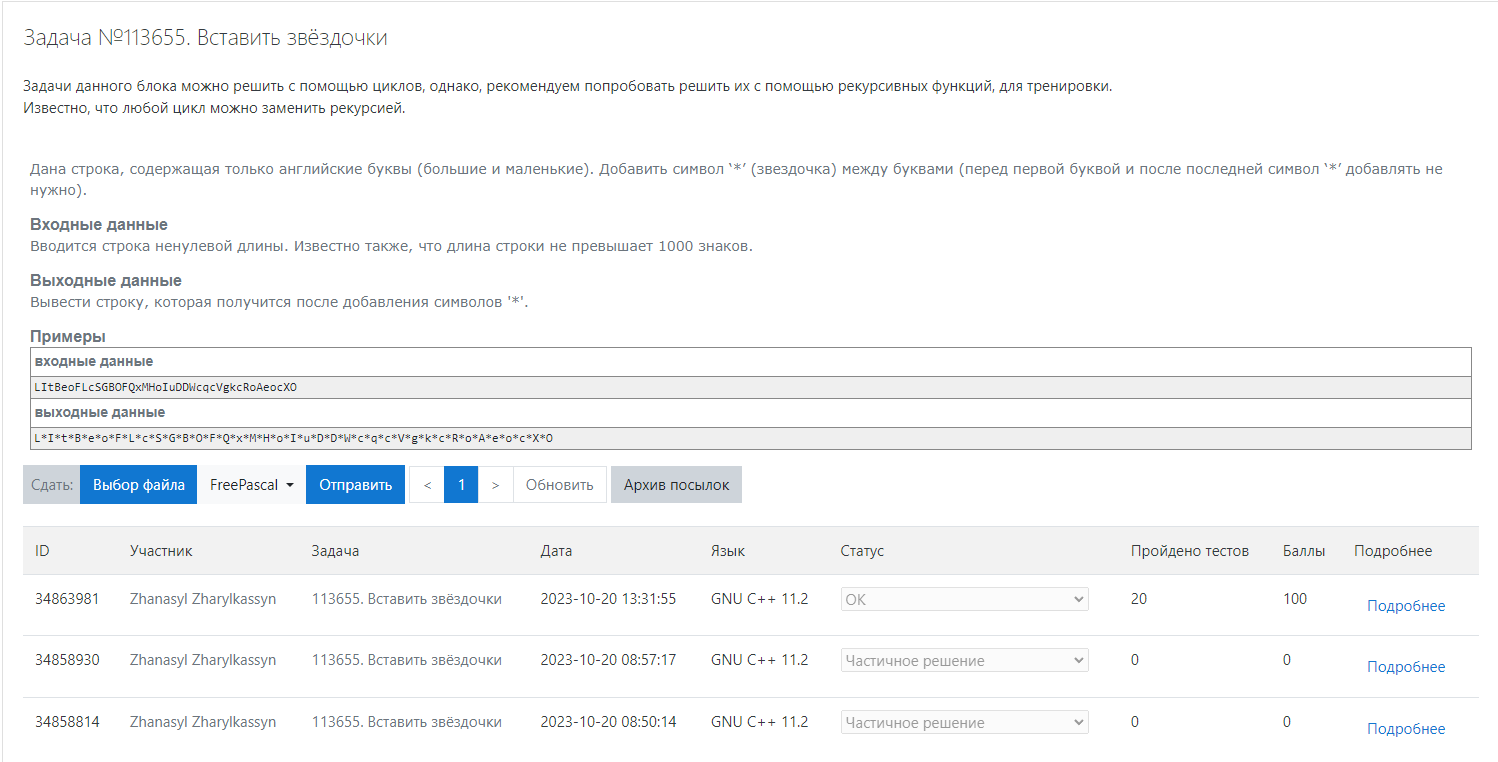 Задача №113655. Вставить звёздочки
Задачи данного блока можно решить с помощью циклов, однако, рекомендуем попробовать решить их с помощью рекурсивных функций, для тренировки.
Известно, что любой цикл можно заменить рекурсией.
Дана строка, содержащая только английские буквы (большие и маленькие). Добавить символ ‘*’ (звездочка) между буквами (перед первой буквой и после последней символ ‘*’ добавлять не
нужно).
Входные данные
Вводится строка ненулевой длины. Известно также, что длина строки не превышает 1000 знаков.
Выходные данные
Вывести строку, которая получится после добавления символов '*'.
Примеры
входные данные
LItBeoFLcSGBOFQxMHoIuDDWcqcVgkcRoAeocXO
выходные данные
L*I*t*B*e*o*F*L*c*S*G*B*O*F*Q*x*M*H*o*I*u*D*D*W*c*q*c*V*g*k*c*R*o*A*e*o*c*X*O
Сдать: Выбор файла FreePascal Отправить < 1 > Обновить Архив посылок
ID Участник Задача Дата Язык Статус Пройдено тестов Баллы Подробнее
34863981 Zhanasyl Zharylkassyn 113655. Вставить звёздочки 2023-10-20 13:31:55 GNU C++ 11.2 OK 20 100 Подробнее
34858930 Zhanasyl Zharylkassyn 113655. Вставить звёздочки 2023-10-20 08:57:17 GNU C++ 11.2 Частичное решение 0 0 Подробнее
34858814 Zhanasyl Zharylkassyn 113655. Вставить звёздочки 2023-10-20 08:50:14 GNU C++ 11.2 Частичное решение 0 0 Подробнее